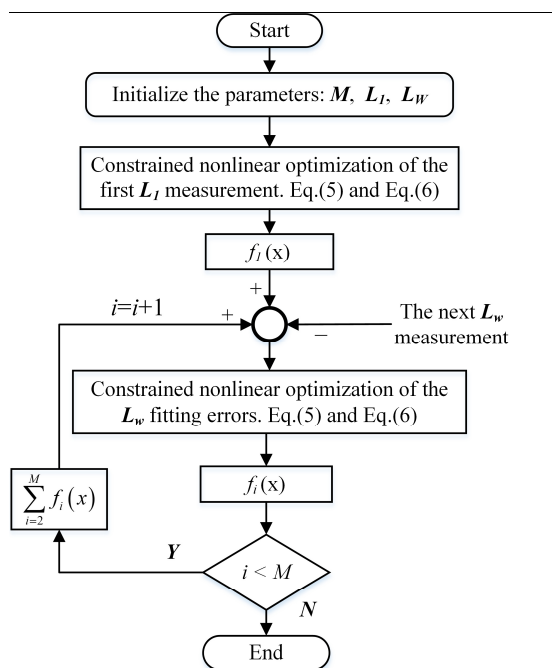 Start
Initialize the parameters: M, L1, LW
Constrained nonlinear optimization of the
first L1 measurement. Eq.(5) and Eq.(6)
f1(x)
+
i=i+1
+
−
The next Lw
measurement
Constrained nonlinear optimization of the
Lw fitting errors. Eq.(5) and Eq.(6)
fi(x)
M
∑ fi(x)
i=2
Y
i < M
N
End